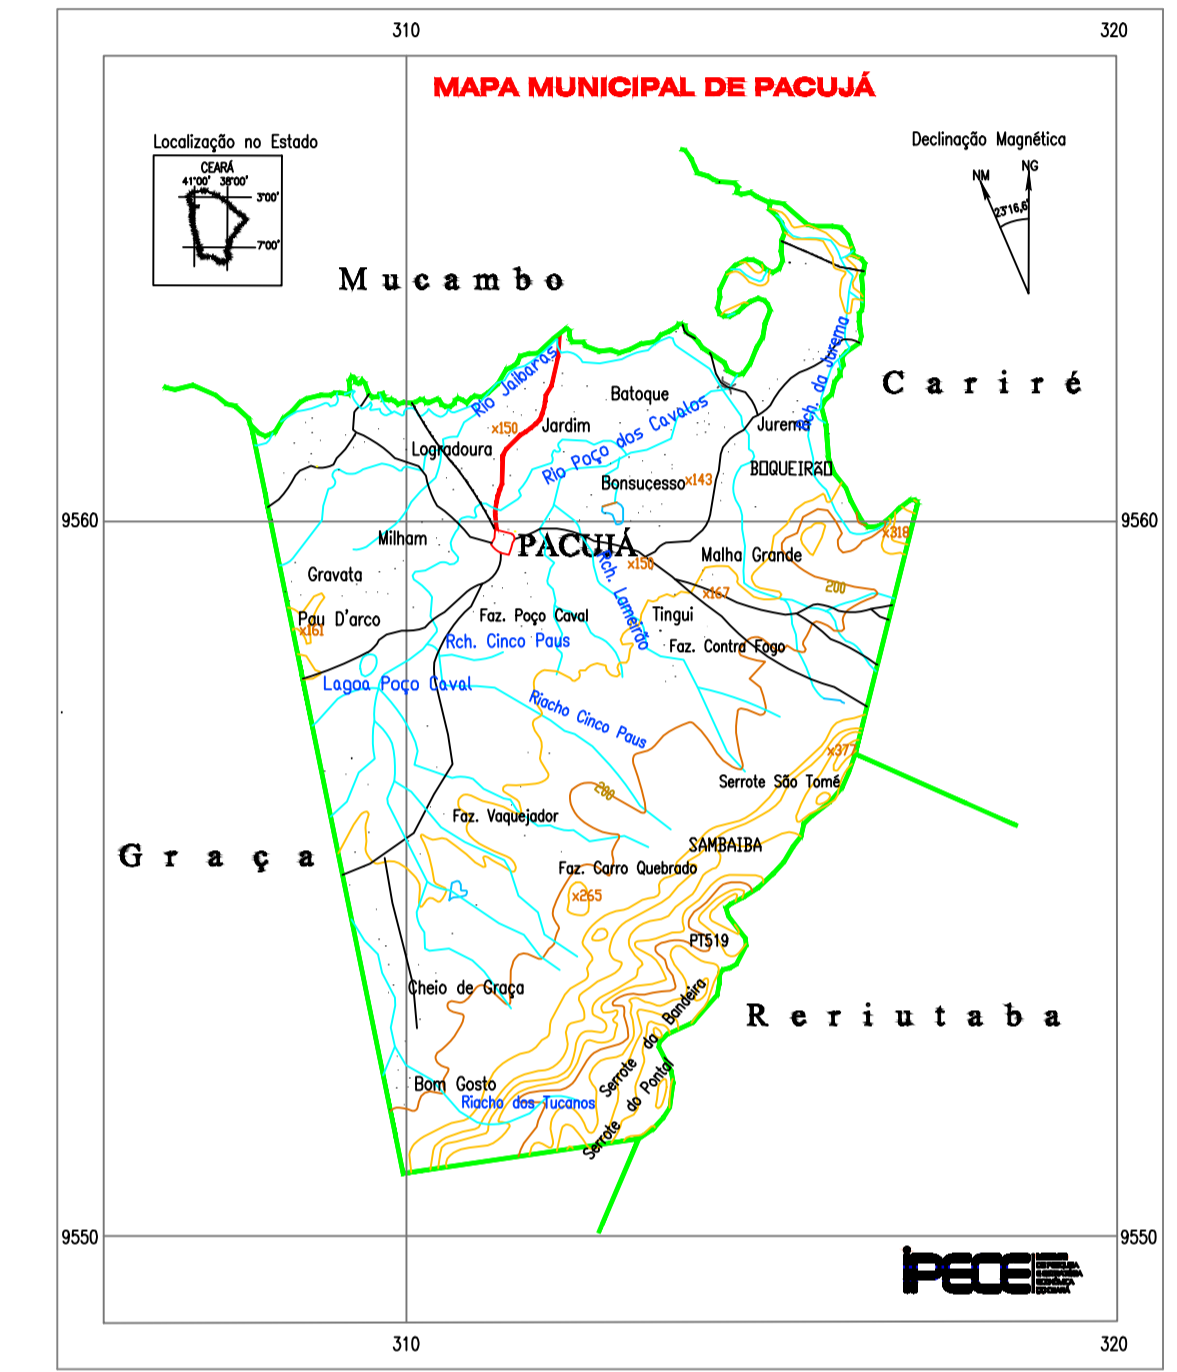 310
320
MAPA MUNICIPAL DE PACUJÁ
Localização no Estado
CEARÁ
41°00' 38°00'
3°00'
7°00'
Declinação Magnética
NM
NG
23°16,6'
Mucambo
Cariré
Rch. da Jurema
Rio Jaibaras
Batoque
Rio Poço dos Cavalos
x150
Jardim
Jurema
Logradoura
BOQUEIRãO
Bonsucesso
x143
9560
9560
x318
Milham
PACUJÁ
Malha Grande
x150
Rch. Lameirão
Gravata
200
x167
Pau D'arco
x161
Faz. Poço Caval
Tingui
Rch. Cinco Paus
Faz. Contra Fogo
Lagoa Poço Caval
Riacho Cinco Paus
x377
Serrote São Tomé
200
Faz. Vaquejador
SAMBAIBA
Graça
Faz. Carro Quebrado
x265
PT519
Cheio de Graça
Serrote da Bandeira
Reriutaba
Bom Gosto
Riacho dos Tucanos
Serrote do Pontal
9550
9550
iPECE
310
320